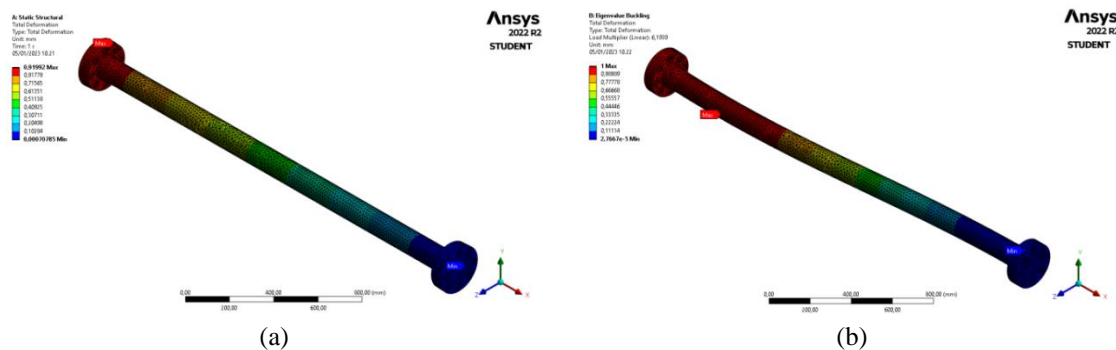 A: Static Structural
Total Deformation
Type: Total Deformation
Unit: mm
Time: 1 s
05/01/2023 10.21
0,91992 Max
0,81778
0,71565
0,61351
0,51138
0,40925
0,30711
0,20498
0,10284
0,00070785 Min
Max
Min
Ansys
2022 R2
STUDENT
Y
Z
X
0,00
400,00
800,00 (mm)
200,00
600,00
(a)
B: Eigenvalue Buckling
Total Deformation
Type: Total Deformation
Load Multiplier (Linear):
Unit: mm
05/01/2023 10.22
1 Max
0,88889
0,77778
0,66668
0,55557
0,44446
0,33335
0,22224
0,11114
2,7667e-5 Min
Max
Min
Ansys
2022 R2
STUDENT
Y
Z
X
0,00
400,00
800,00 (mm)
200,00
600,00
(b)